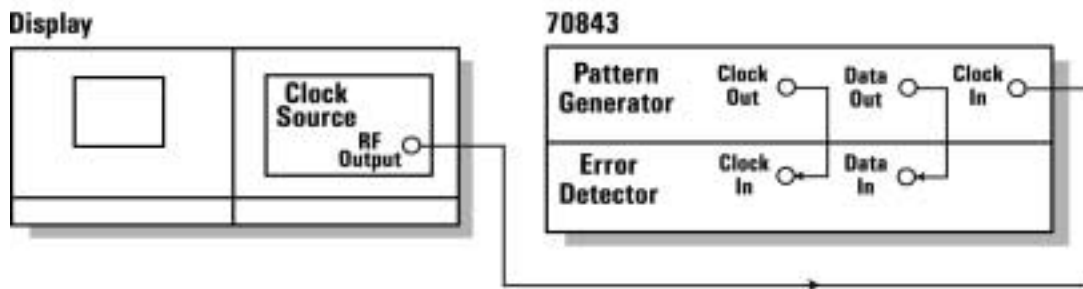 Display
Clock
Source
RF
Output
70843
Pattern
Generator
Clock
Out
Data
Out
Clock
In
Error
Detector
Clock
In
Data
In